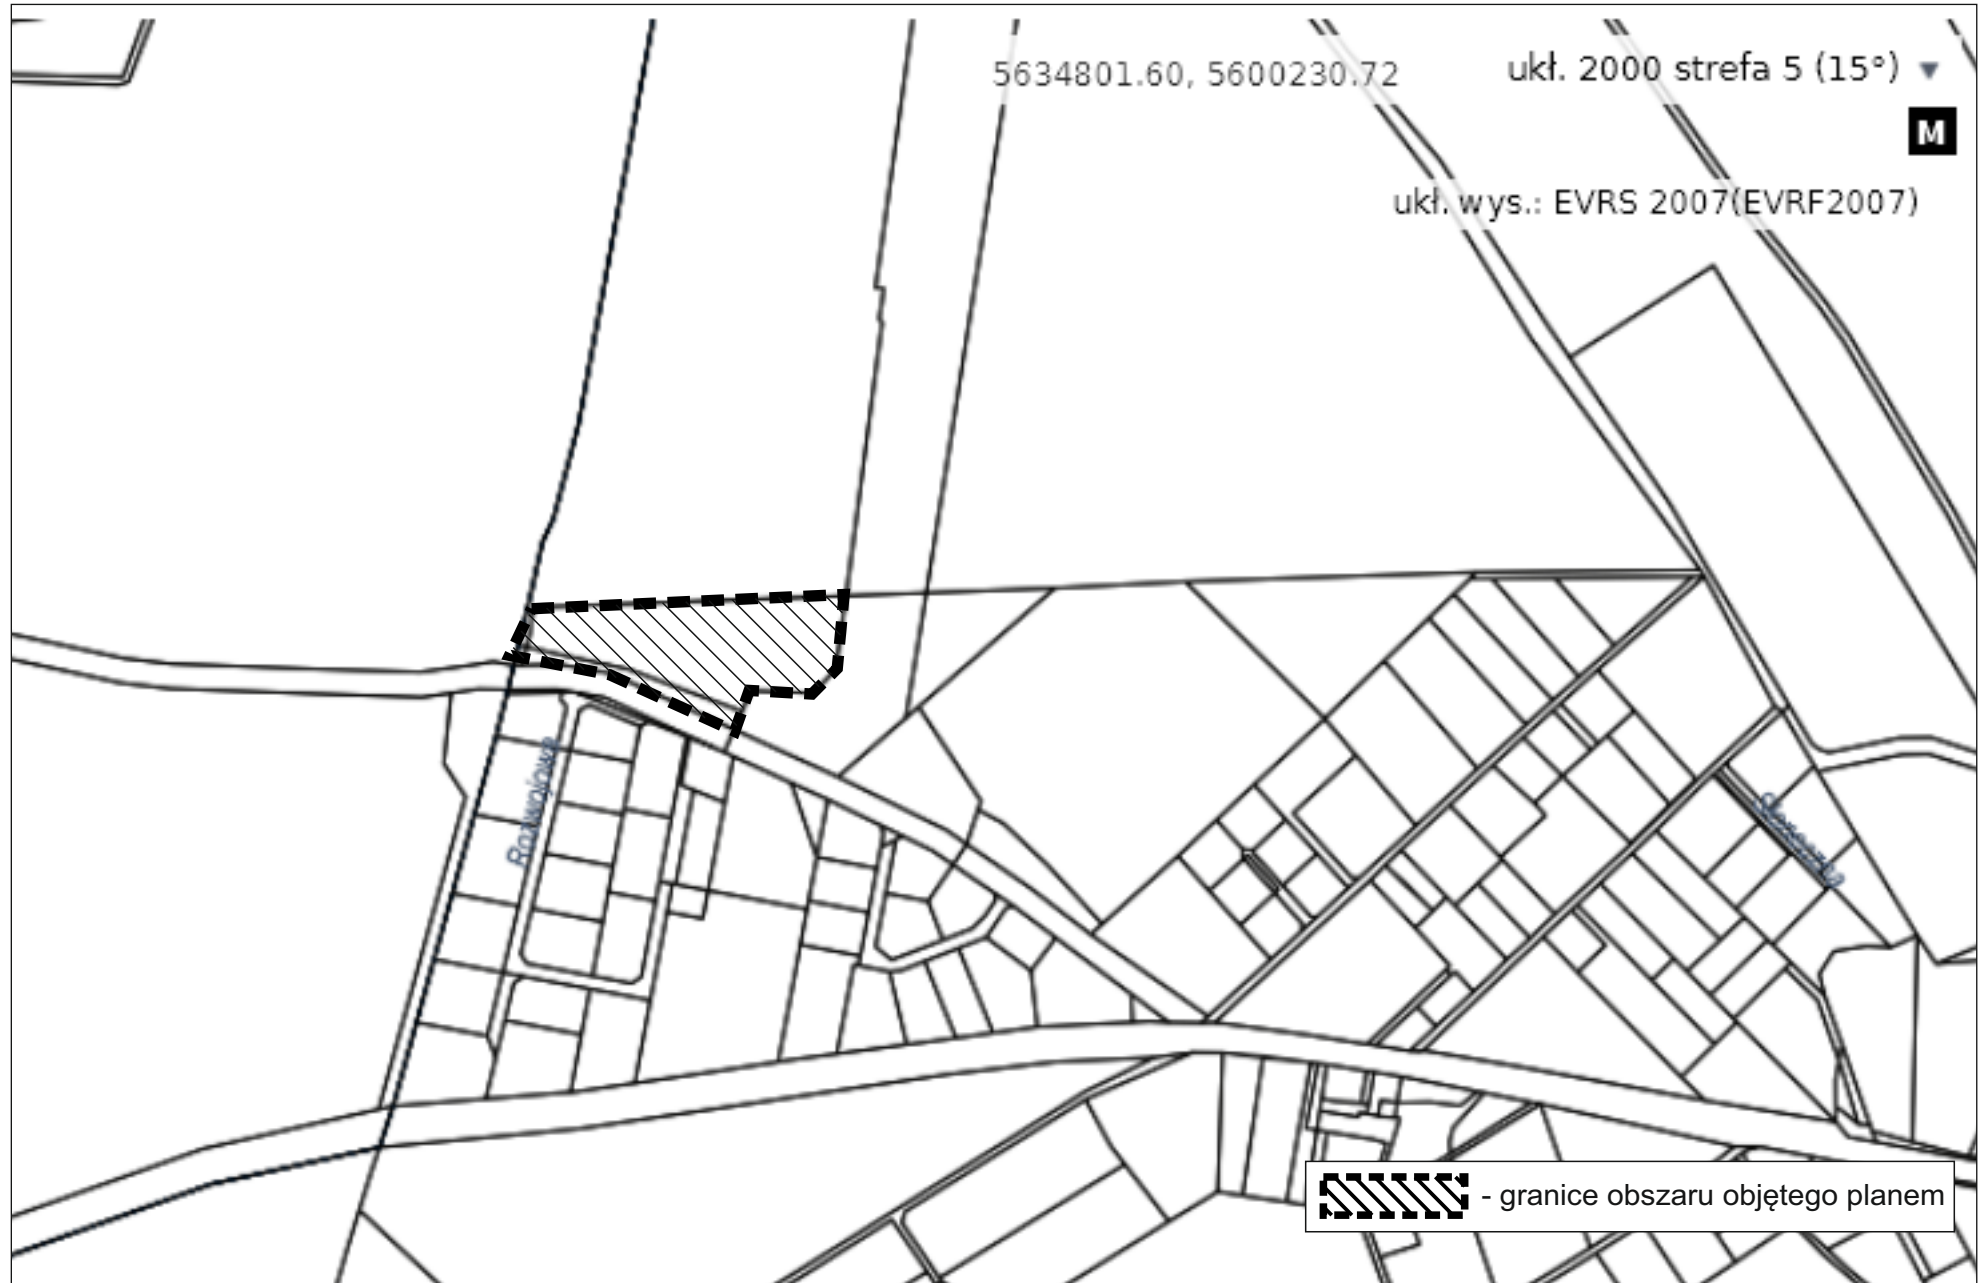 5634801.60, 5600230.72
ukł. 2000 strefa 5 (15°)
M
ukł. wys.: EVRS 2007(EVRF2007)
Rozwojowa
- granice obszaru objętego planem